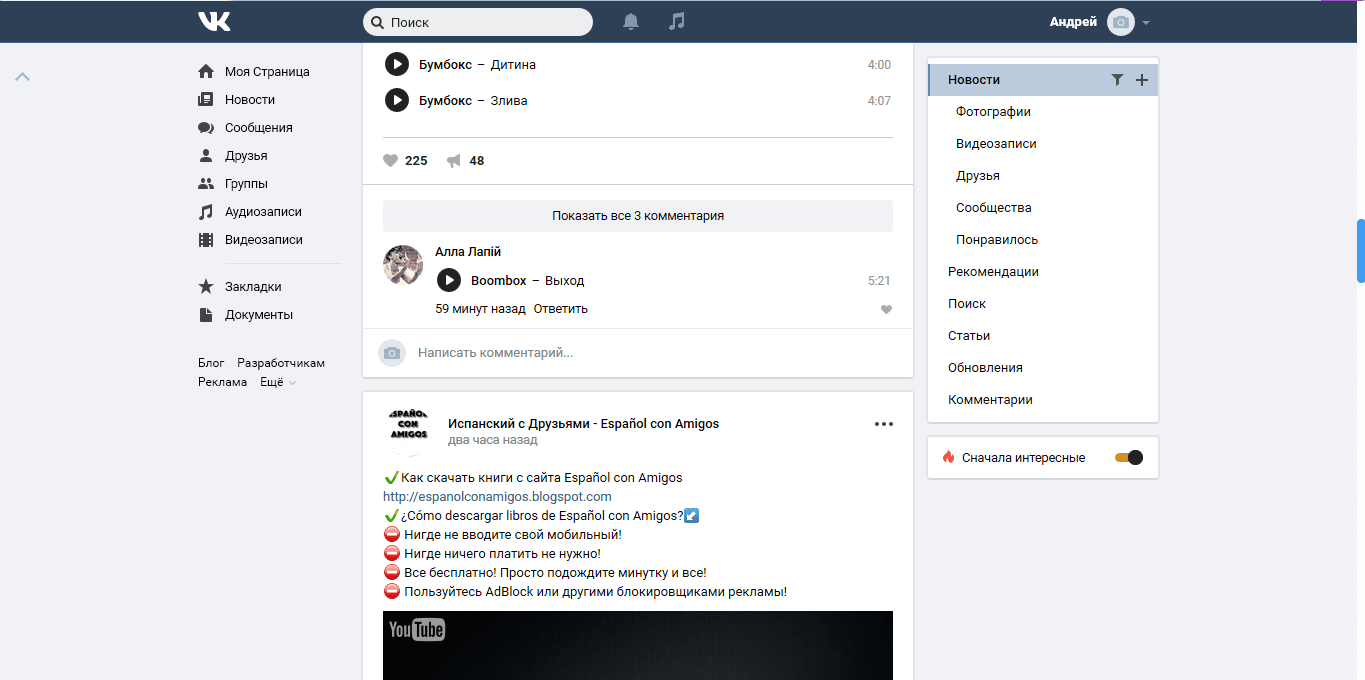 VK
Поиск
Андрей
Моя Страница
Новости
Сообщения
Друзья
Группы
Аудиозаписи
Видеозаписи
Закладки
Документы
Блог Разработчикам
Реклама Ещё
Бумбокс – Дитина 4:00
Бумбокс – Злива 4:07
225 48
Показать все 3 комментария
Алла Лапiй
Boombox – Выход 5:21
59 минут назад Ответить
Написать комментарий...
ESPAÑOL
CON
AMIGOS
Испанский с Друзьями - Español con Amigos
два часа назад
Как скачать книги с сайта Español con Amigos
http://espanolconamigos.blogspot.com
¿Cómo descargar libros de Español con Amigos?
Нигде не вводите свой мобильный!
Нигде ничего платить не нужно!
Все бесплатно! Просто подождите минутку и все!
Пользуйтесь AdBlock или другими блокировщиками рекламы!
YouTube
Новости
Фотографии
Видеозаписи
Друзья
Сообщества
Понравилось
Рекомендации
Поиск
Статьи
Обновления
Комментарии
Сначала интересные